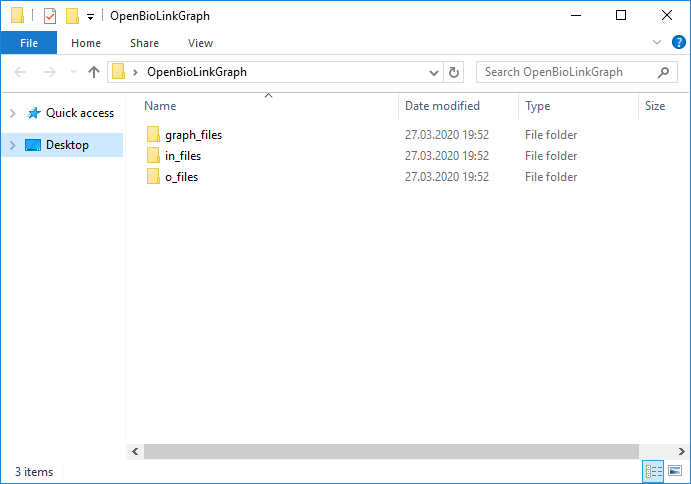 OpenBioLinkGraph
File Home Share View
OpenBioLinkGraph Search OpenBioLinkGraph
Quick access
Desktop
Name Date modified Type Size
graph_files 27.03.2020 19:52 File folder
in_files 27.03.2020 19:52 File folder
o_files 27.03.2020 19:52 File folder
3 items